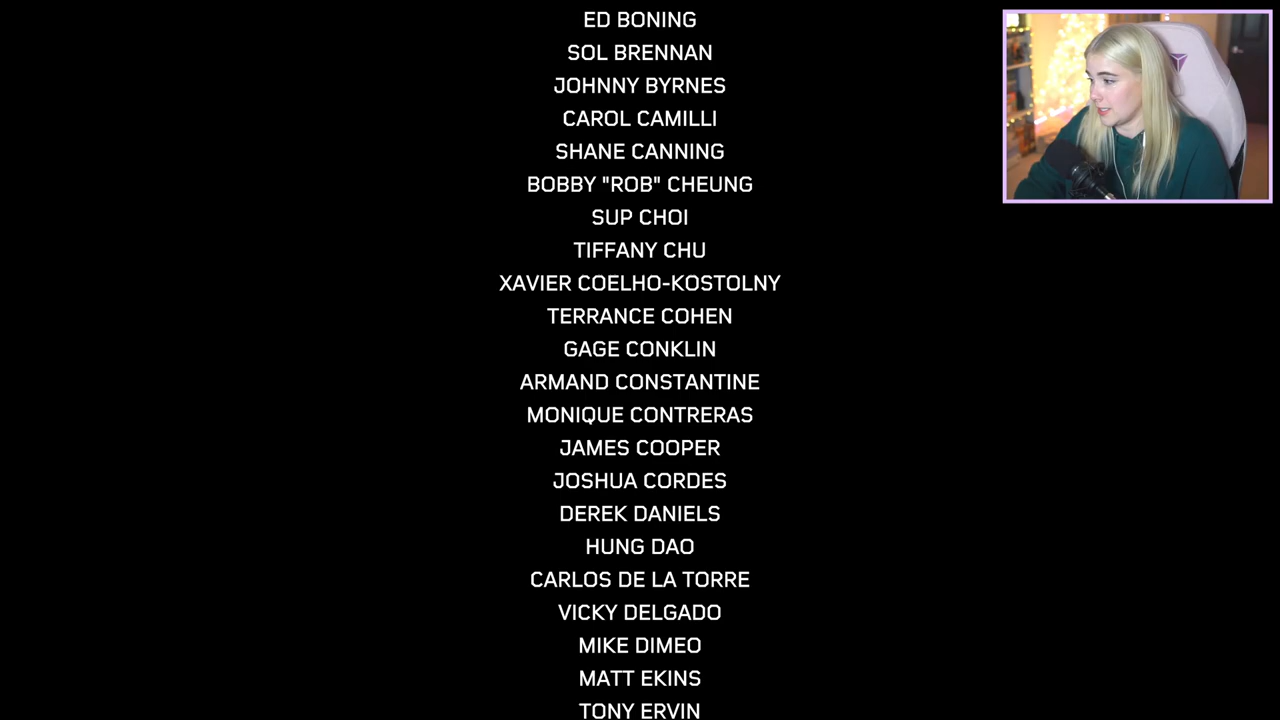 ED BONING
SOL BRENNAN
JOHNNY BYRNES
CAROL CAMILLI
SHANE CANNING
BOBBY "ROB" CHEUNG
SUP CHOI
TIFFANY CHU
XAVIER COELHO-KOSTOLNY
TERRANCE COHEN
GAGE CONKLIN
ARMAND CONSTANTINE
MONIQUE CONTRERAS
JAMES COOPER
JOSHUA CORDES
DEREK DANIELS
HUNG DAO
CARLOS DE LA TORRE
VICKY DELGADO
MIKE DIMEO
MATT EKINS
TONY ERVIN